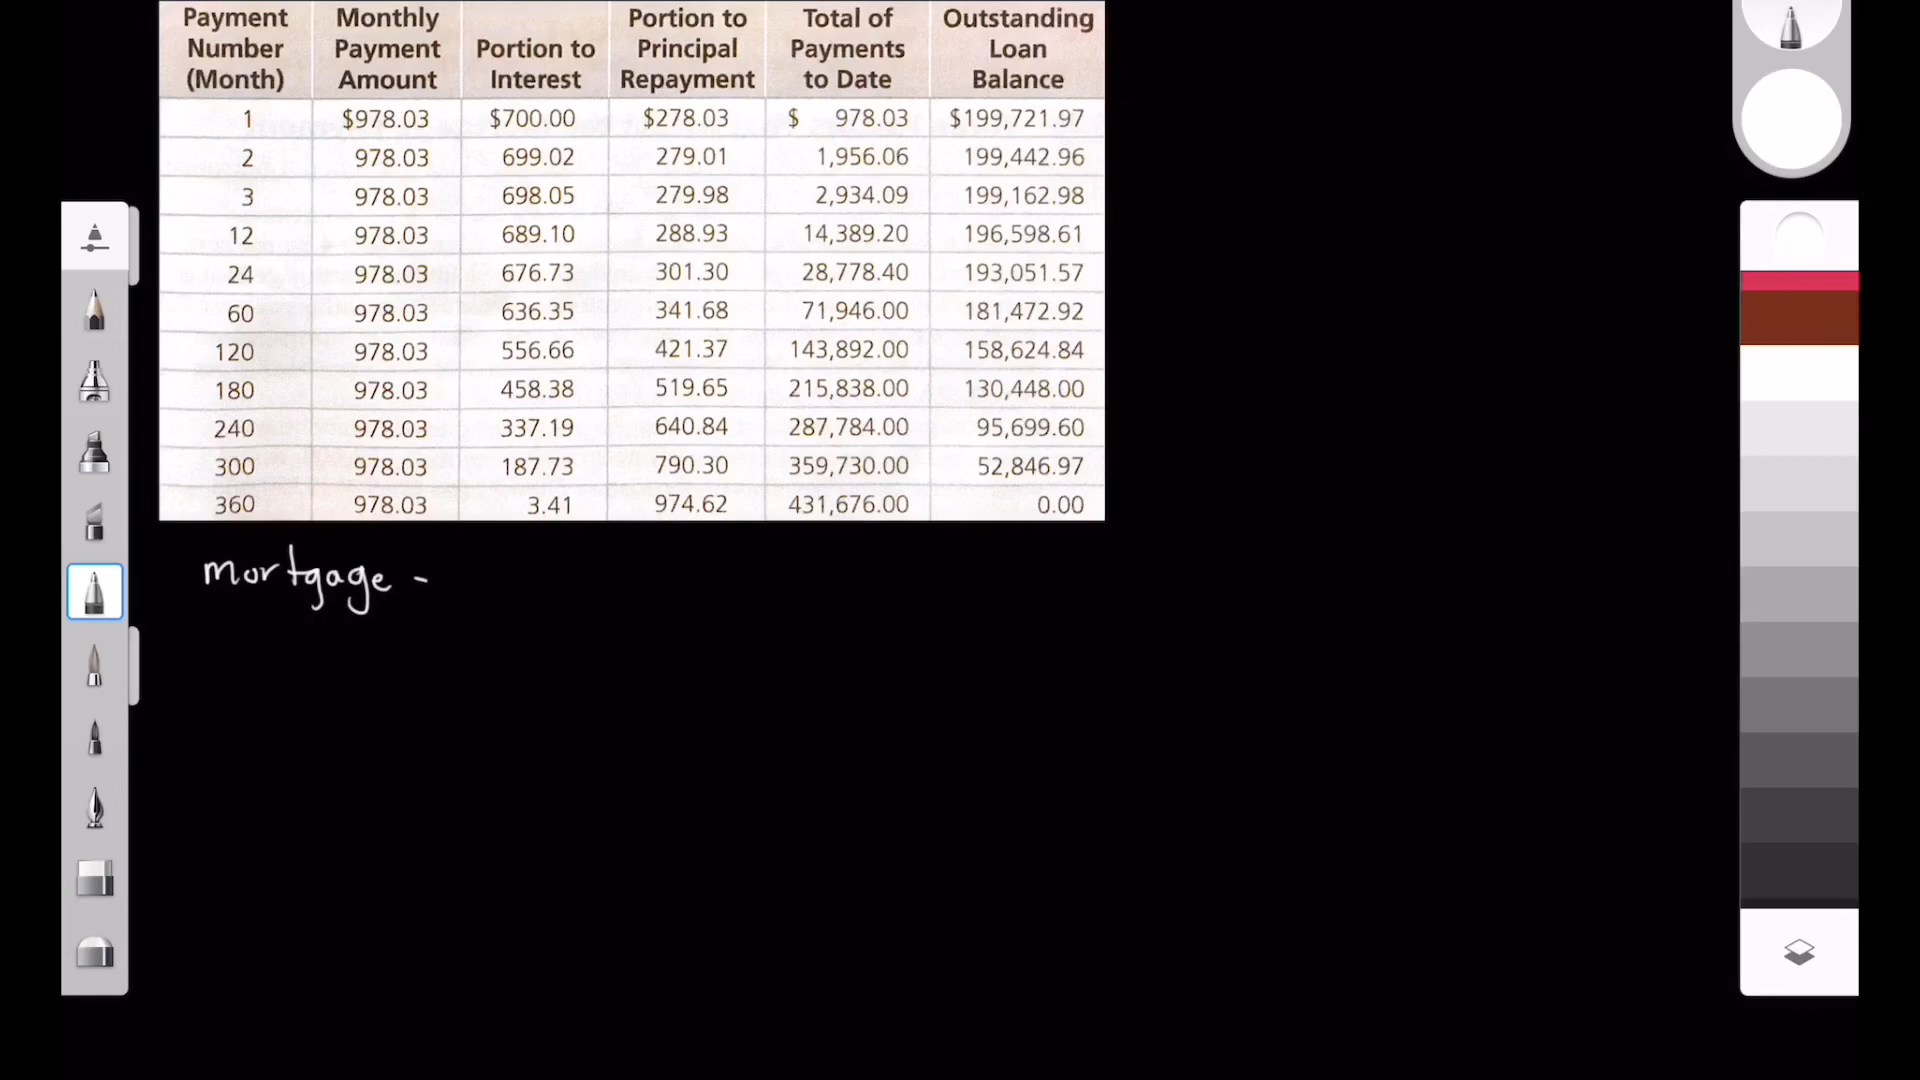 Payment Number (Month) Monthly Payment Amount Portion to Interest Portion to Principal Repayment Total of Payments to Date Outstanding Loan Balance
1 $978.03 $700.00 $278.03 $ 978.03 $199,721.97
2 978.03 699.02 279.01 1,956.06 199,442.96
3 978.03 698.05 279.98 2,934.09 199,162.98
12 978.03 689.10 288.93 14,389.20 196,598.61
24 978.03 676.73 301.30 28,778.40 193,051.57
60 978.03 636.35 341.68 71,946.00 181,472.92
120 978.03 556.66 421.37 143,892.00 158,624.84
180 978.03 458.38 519.65 215,838.00 130,448.00
240 978.03 337.19 640.84 287,784.00 95,699.60
300 978.03 187.73 790.30 359,730.00 52,846.97
360 978.03 3.41 974.62 431,676.00 0.00
mortgage -